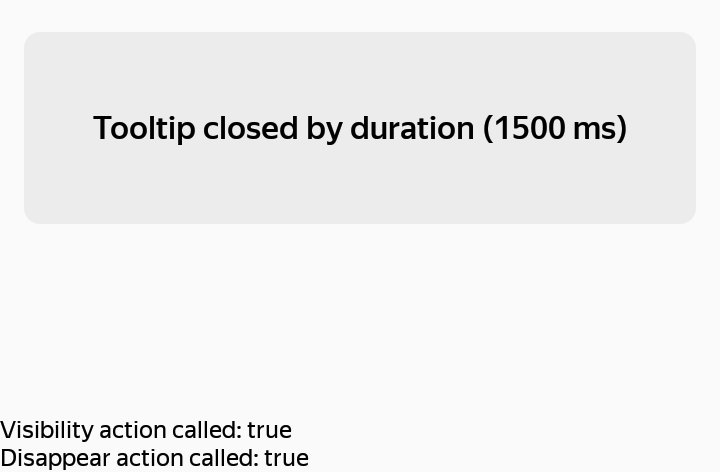 Tooltip closed by duration (1500 ms)
Visibility action called: true
Disappear action called: true